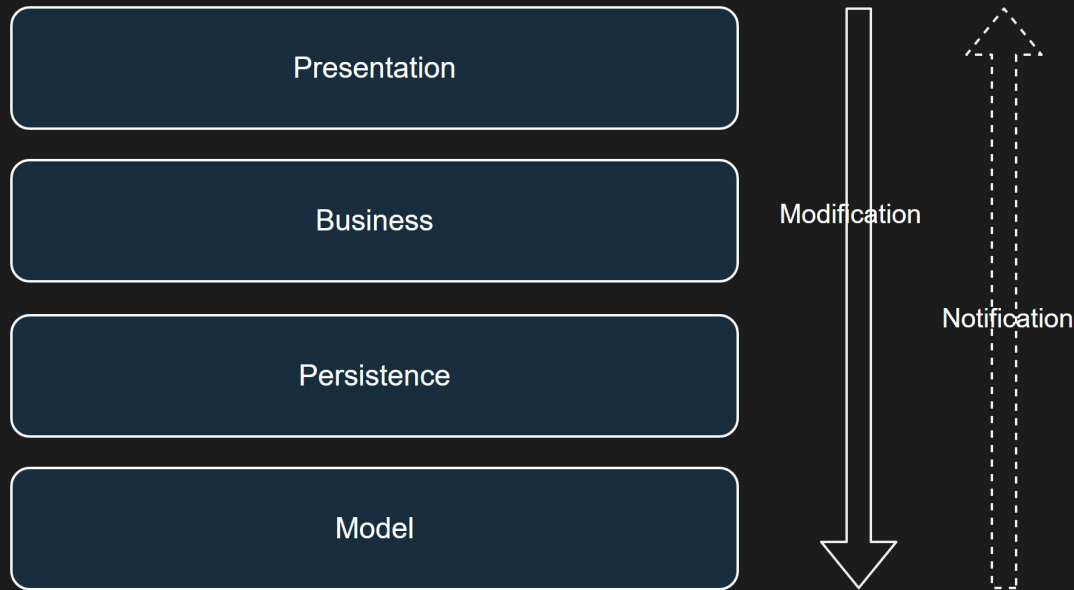 Presentation
Business
Modification
Notification
Persistence
Model